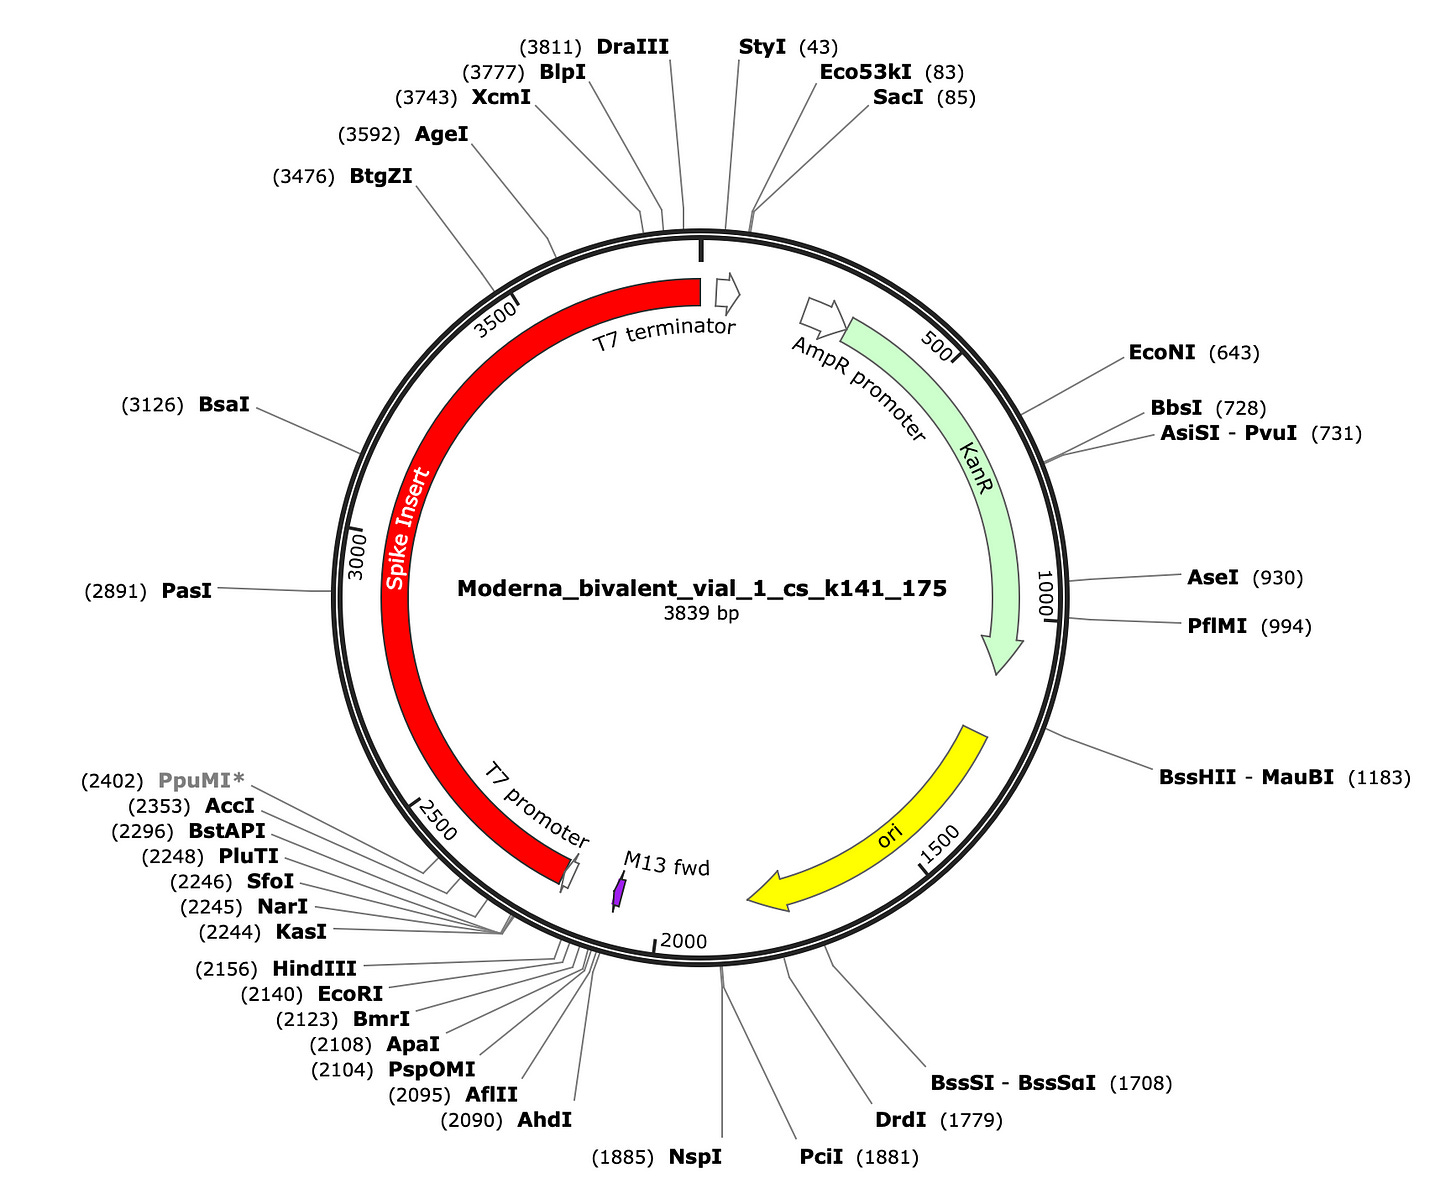 (3811) DraIII
StyI (43)
(3777) BlpI
Eco53kI (83)
(3743) XcmI
SacI (85)
(3592) AgeI
(3476) BtgZI
3500
T7 terminator
AmpR promoter
500
EcoNI (643)
(3126) BsaI
BbsI (728)
AsiSI - PvuI (731)
KanR
Spike Insert
3000
1000
AseI (930)
(2891) PasI
Moderna_bivalent_vial_1_cs_k141_175
3839 bp
PflMI (994)
BssHII - MauBI (1183)
(2402) PpuMI*
(2353) AccI
(2296) BstAPI
(2248) PluTI
(2246) SfoI
(2245) NarI
(2244) KasI
2500
T7 promoter
M13 fwd
ori
1500
2000
(2156) HindIII
(2140) EcoRI
(2123) BmrI
(2108) ApaI
(2104) PspOMI
(2095) AflII
(2090) AhdI
BssSI - BssSαI (1708)
DrdI (1779)
(1885) NspI
PciI (1881)